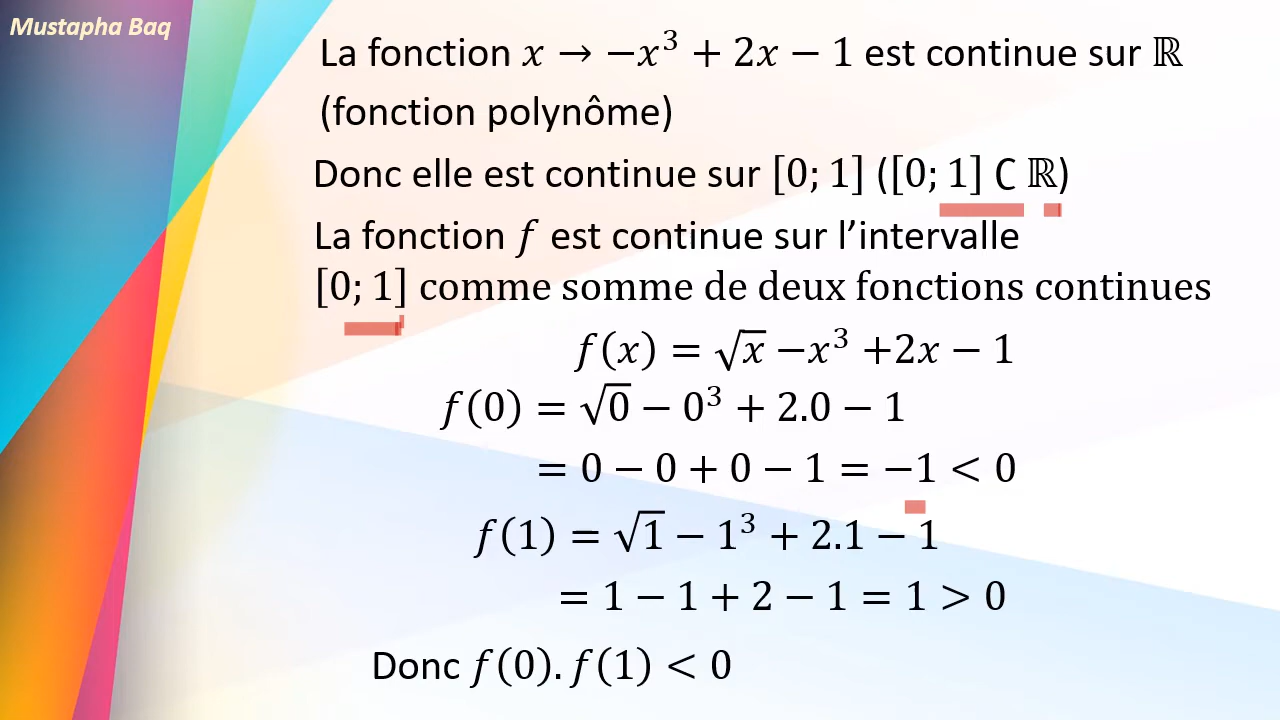 Mustapha Baq
La fonction x → −x³ + 2x − 1 est continue sur ℝ
(fonction polynôme)
Donc elle est continue sur [0; 1] ([0; 1] ⊂ ℝ)
La fonction f est continue sur l’intervalle
[0; 1] comme somme de deux fonctions continues
f(x) = √x −x³ +2x − 1
f(0) = √0 − 0³ + 2.0 − 1
= 0 − 0 + 0 − 1 = −1 < 0
f(1) = √1 − 1³ + 2.1 − 1
= 1 − 1 + 2 − 1 = 1 > 0
Donc f(0). f(1) < 0